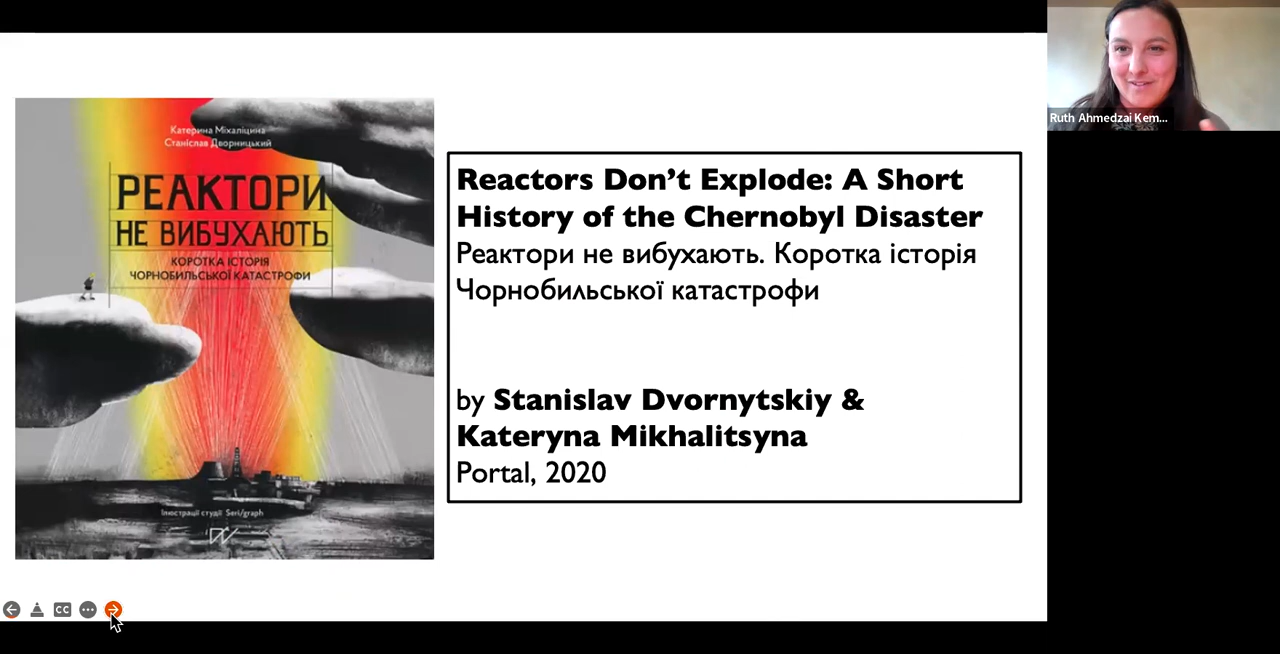 Катерина Міхаліцина
Станіслав Дворницький
РЕАКТОРИ
НЕ ВИБУХАЮТЬ
КОРОТКА ІСТОРІЯ
ЧОРНОБИЛЬСЬКОЇ КАТАСТРОФИ
Ілюстрації студії Seri/graph
Reactors Don’t Explode: A Short
History of the Chernobyl Disaster
Реактори не вибухають. Коротка історія
Чорнобильської катастрофи
by Stanislav Dvornytskiy &
Kateryna Mikhalitsyna
Portal, 2020
Ruth Ahmedzai Kem...
CC